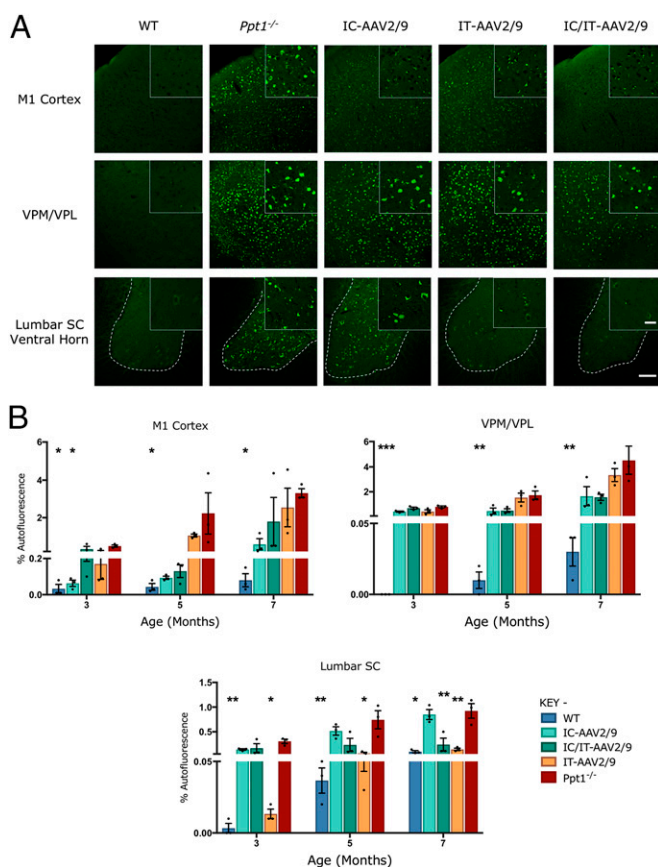 A
WT Ppt1-/- IC-AAV2/9 IT-AAV2/9 IC/IT-AAV2/9
M1 Cortex
VPM/VPL
Lumbar SC
Ventral Horn
B
M1 Cortex
% Autofluorescence
6
4
2
0.2
0.0
* * * *
3 5 7
Age (Months)
VPM/VPL
6
4
2
0.05
0.00
*** ** **
3 5 7
Age (Months)
Lumbar SC
% Autofluorescence
1.5
1.0
0.5
0.05
0.00
** * ** * * ** **
3 5 7
Age (Months)
KEY -
WT
IC-AAV2/9
IC/IT-AAV2/9
IT-AAV2/9
Ppt1-/-